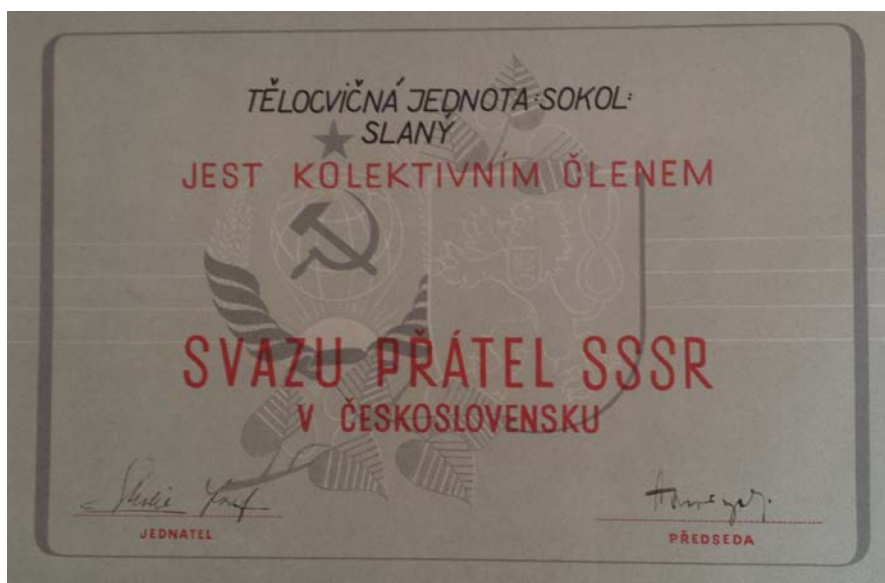 TĚLOCVIČNÁ JEDNOTA :SOKOL:
SLANÝ
JEST KOLEKTIVNÍM ČLENEM
SVAZU PŘÁTEL SSSR
V ČESKOSLOVENSKU
JEDNATEL
PŘEDSEDA